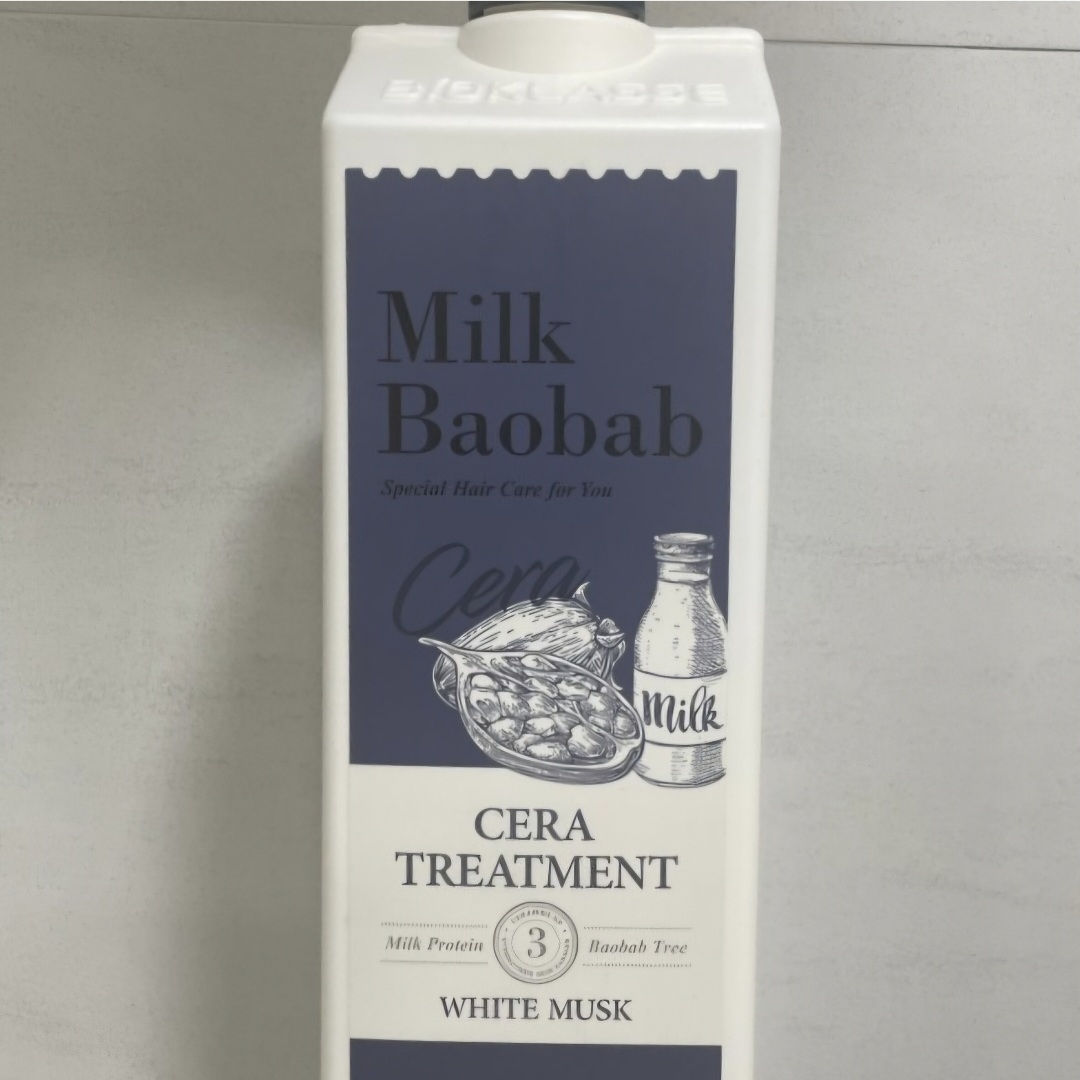 Milk
Baobab
Special Hair Care for You
Cera
Milk
CERA
TREATMENT
Milk Protein
3
Baobab Tree
WHITE MUSK